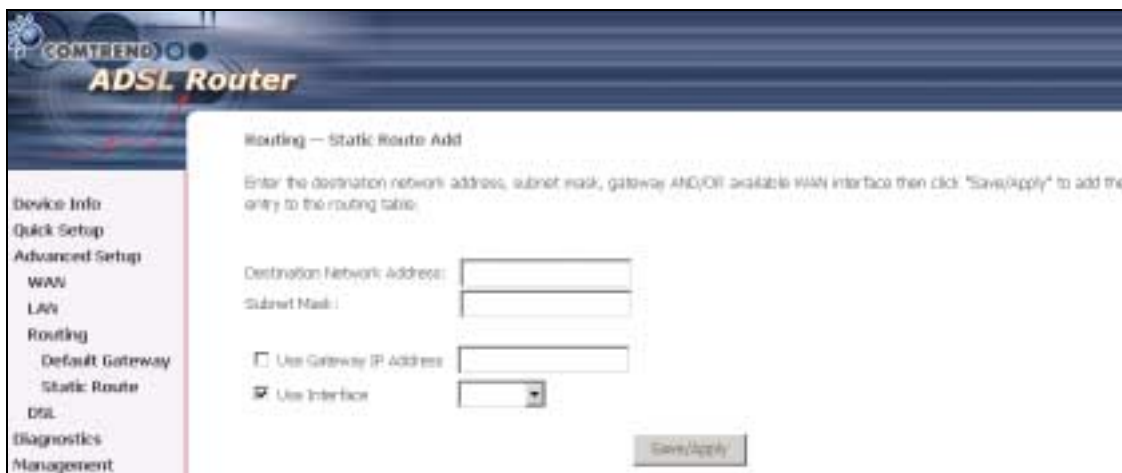 COMTREND
ADSL Router
Routing -- Static Route Add
Enter the destination network address, subnet mask, gateway AND/OR available WAN interface then click "Save/Apply" to add the
entry to the routing table.
Device Info
Quick Setup
Advanced Setup
WAN
LAN
Routing
Default Gateway
Static Route
DSL
Diagnostics
Management
Destination Network Address:
Subnet Mask:
Use Gateway IP Address
Use Interface
Save/Apply